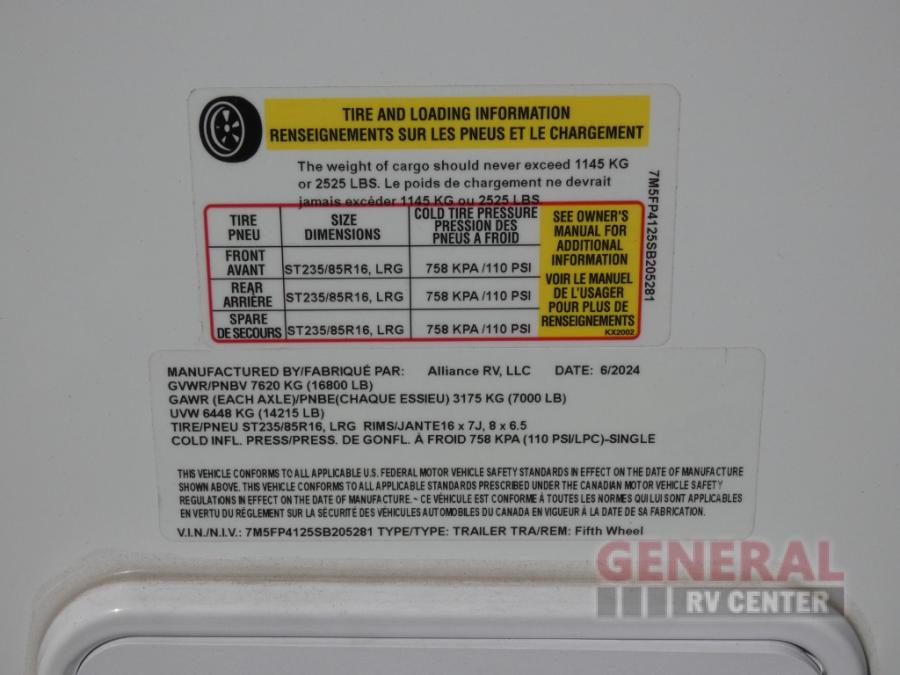 TIRE AND LOADING INFORMATION
RENSEIGNEMENTS SUR LES PNEUS ET LE CHARGEMENT
The weight of cargo should never exceed 1145 KG
or 2525 LBS. Le poids de chargement ne devrait
jamais excéder 1145 KG ou 2525 LBS
TIRE PNEU SIZE DIMENSIONS COLD TIRE PRESSURE PRESSION DES PNEUS A FROID
FRONT AVANT ST235/85R16, LRG 758 KPA /110 PSI
REAR ARRIÈRE ST235/85R16, LRG 758 KPA /110 PSI
SPARE DE SECOURS ST235/85R16, LRG 758 KPA /110 PSI
SEE OWNER'S
MANUAL FOR
ADDITIONAL
INFORMATION
VOIR LE MANUEL
DE L'USAGER
POUR PLUS DE
RENSEIGNEMENTS
KX2002
7M5FP4125SB205281
MANUFACTURED BY/FABRIQUÉ PAR: Alliance RV, LLC DATE: 6/2024
GVWR/PNBV 7620 KG (16800 LB)
GAWR (EACH AXLE)/PNBE(CHAQUE ESSIEU) 3175 KG (7000 LB)
UVW 6448 KG (14215 LB)
TIRE/PNEU ST235/85R16, LRG RIMS/JANTE16 x 7J, 8 x 6.5
COLD INFL. PRESS/PRESS. DE GONFL. À FROID 758 KPA (110 PSI/LPC)-SINGLE
THIS VEHICLE CONFORMS TO ALL APPLICABLE U.S. FEDERAL MOTOR VEHICLE SAFETY STANDARDS IN EFFECT ON THE DATE OF MANUFACTURE
SHOWN ABOVE. THIS VEHICLE CONFORMS TO ALL APPLICABLE STANDARDS PRESCRIBED UNDER THE CANADIAN MOTOR VEHICLE SAFETY
REGULATIONS IN EFFECT ON THE DATE OF MANUFACTURE. - CE VÉHICULE EST CONFORME À TOUTES LES NORMES QUI LUI SONT APPLICABLES
EN VERTU DU RÈGLEMENT SUR LA SÉCURITÉ DES VÉHICULES AUTOMOBILES DU CANADA EN VIGUEUR À LA DATE DE SA FABRICATION.
V.I.N./N.I.V.: 7M5FP4125SB205281 TYPE/TYPE: TRAILER TRA/REM: Fifth Wheel
GENERAL
RV CENTER